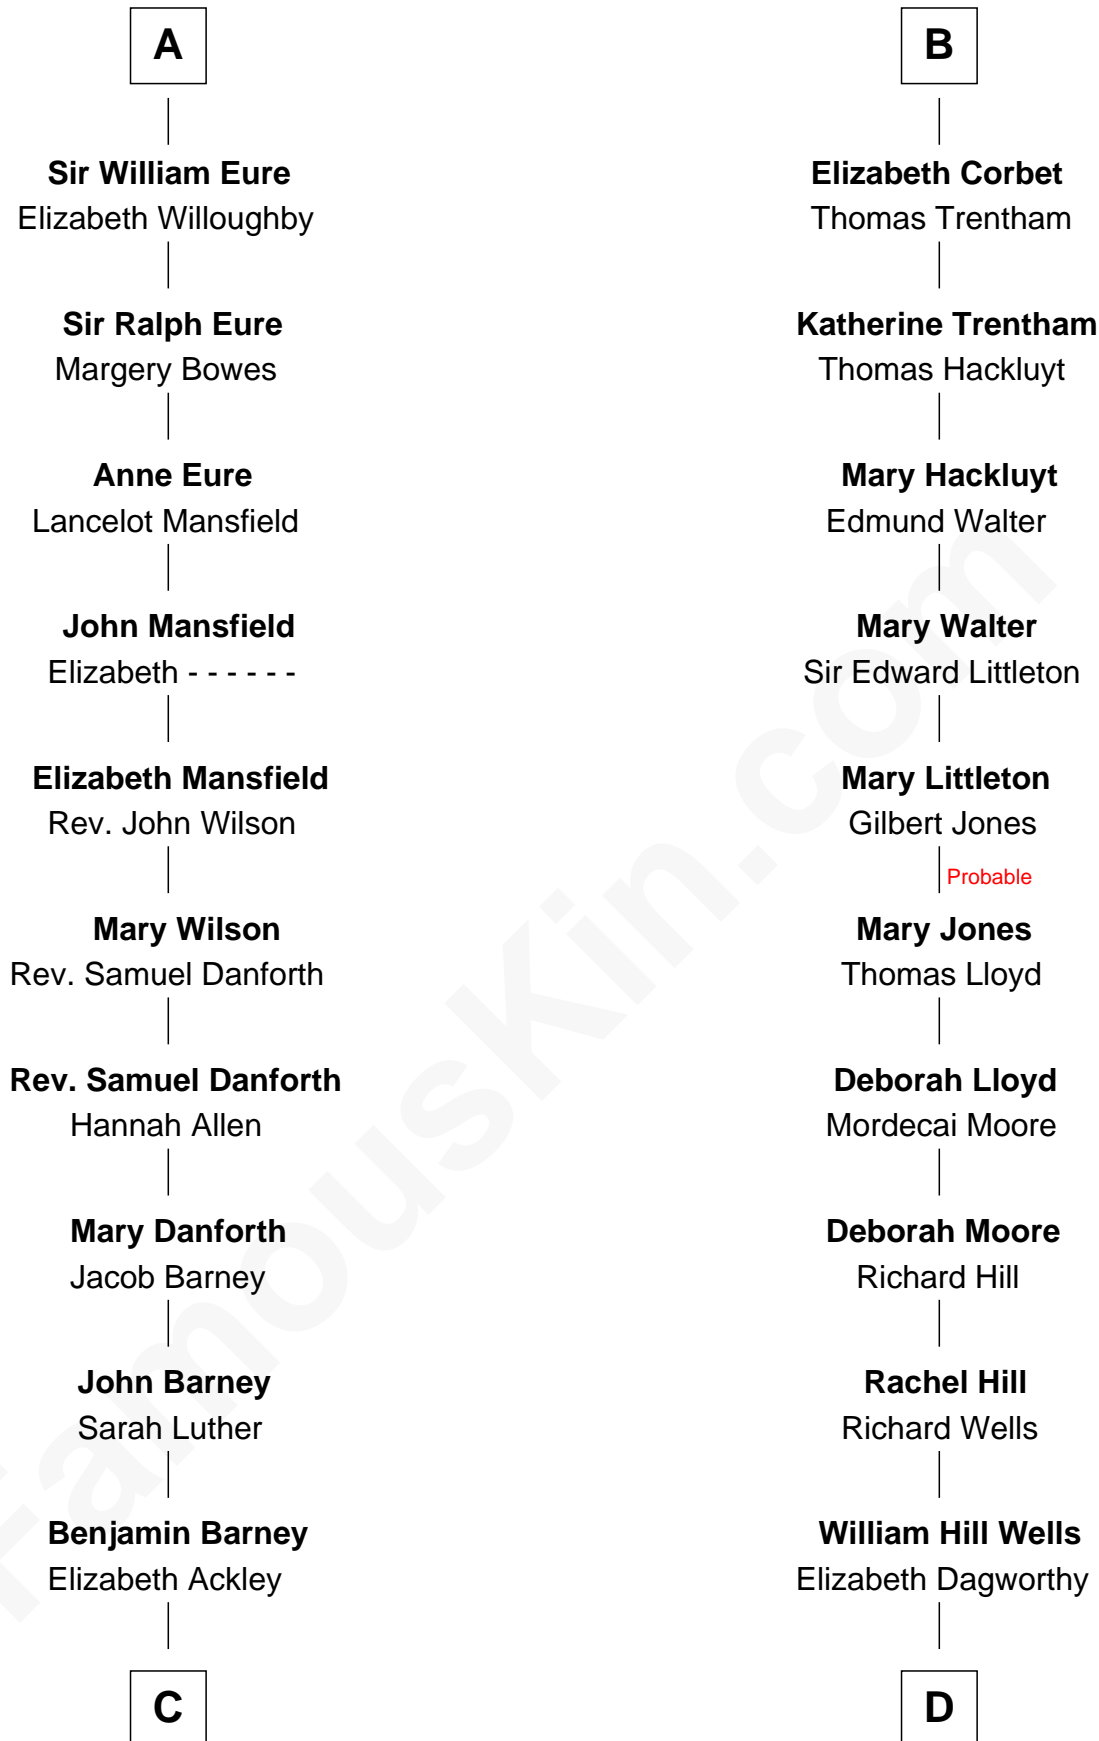 A
Sir William Eure
Elizabeth Willoughby
Sir Ralph Eure
Margery Bowes
Anne Eure
Lancelot Mansfield
John Mansfield
Elizabeth - - - - - -
Elizabeth Mansfield
Rev. John Wilson
Mary Wilson
Rev. Samuel Danforth
Rev. Samuel Danforth
Hannah Allen
Mary Danforth
Jacob Barney
John Barney
Sarah Luther
Benjamin Barney
Elizabeth Ackley
C
B
Elizabeth Corbet
Thomas Trentham
Katherine Trentham
Thomas Hackluyt
Mary Hackluyt
Edmund Walter
Mary Walter
Sir Edward Littleton
Mary Littleton
Gilbert Jones
Probable
Mary Jones
Thomas Lloyd
Deborah Lloyd
Mordecai Moore
Deborah Moore
Richard Hill
Rachel Hill
Richard Wells
William Hill Wells
Elizabeth Dagworthy
D
FamousKin.com